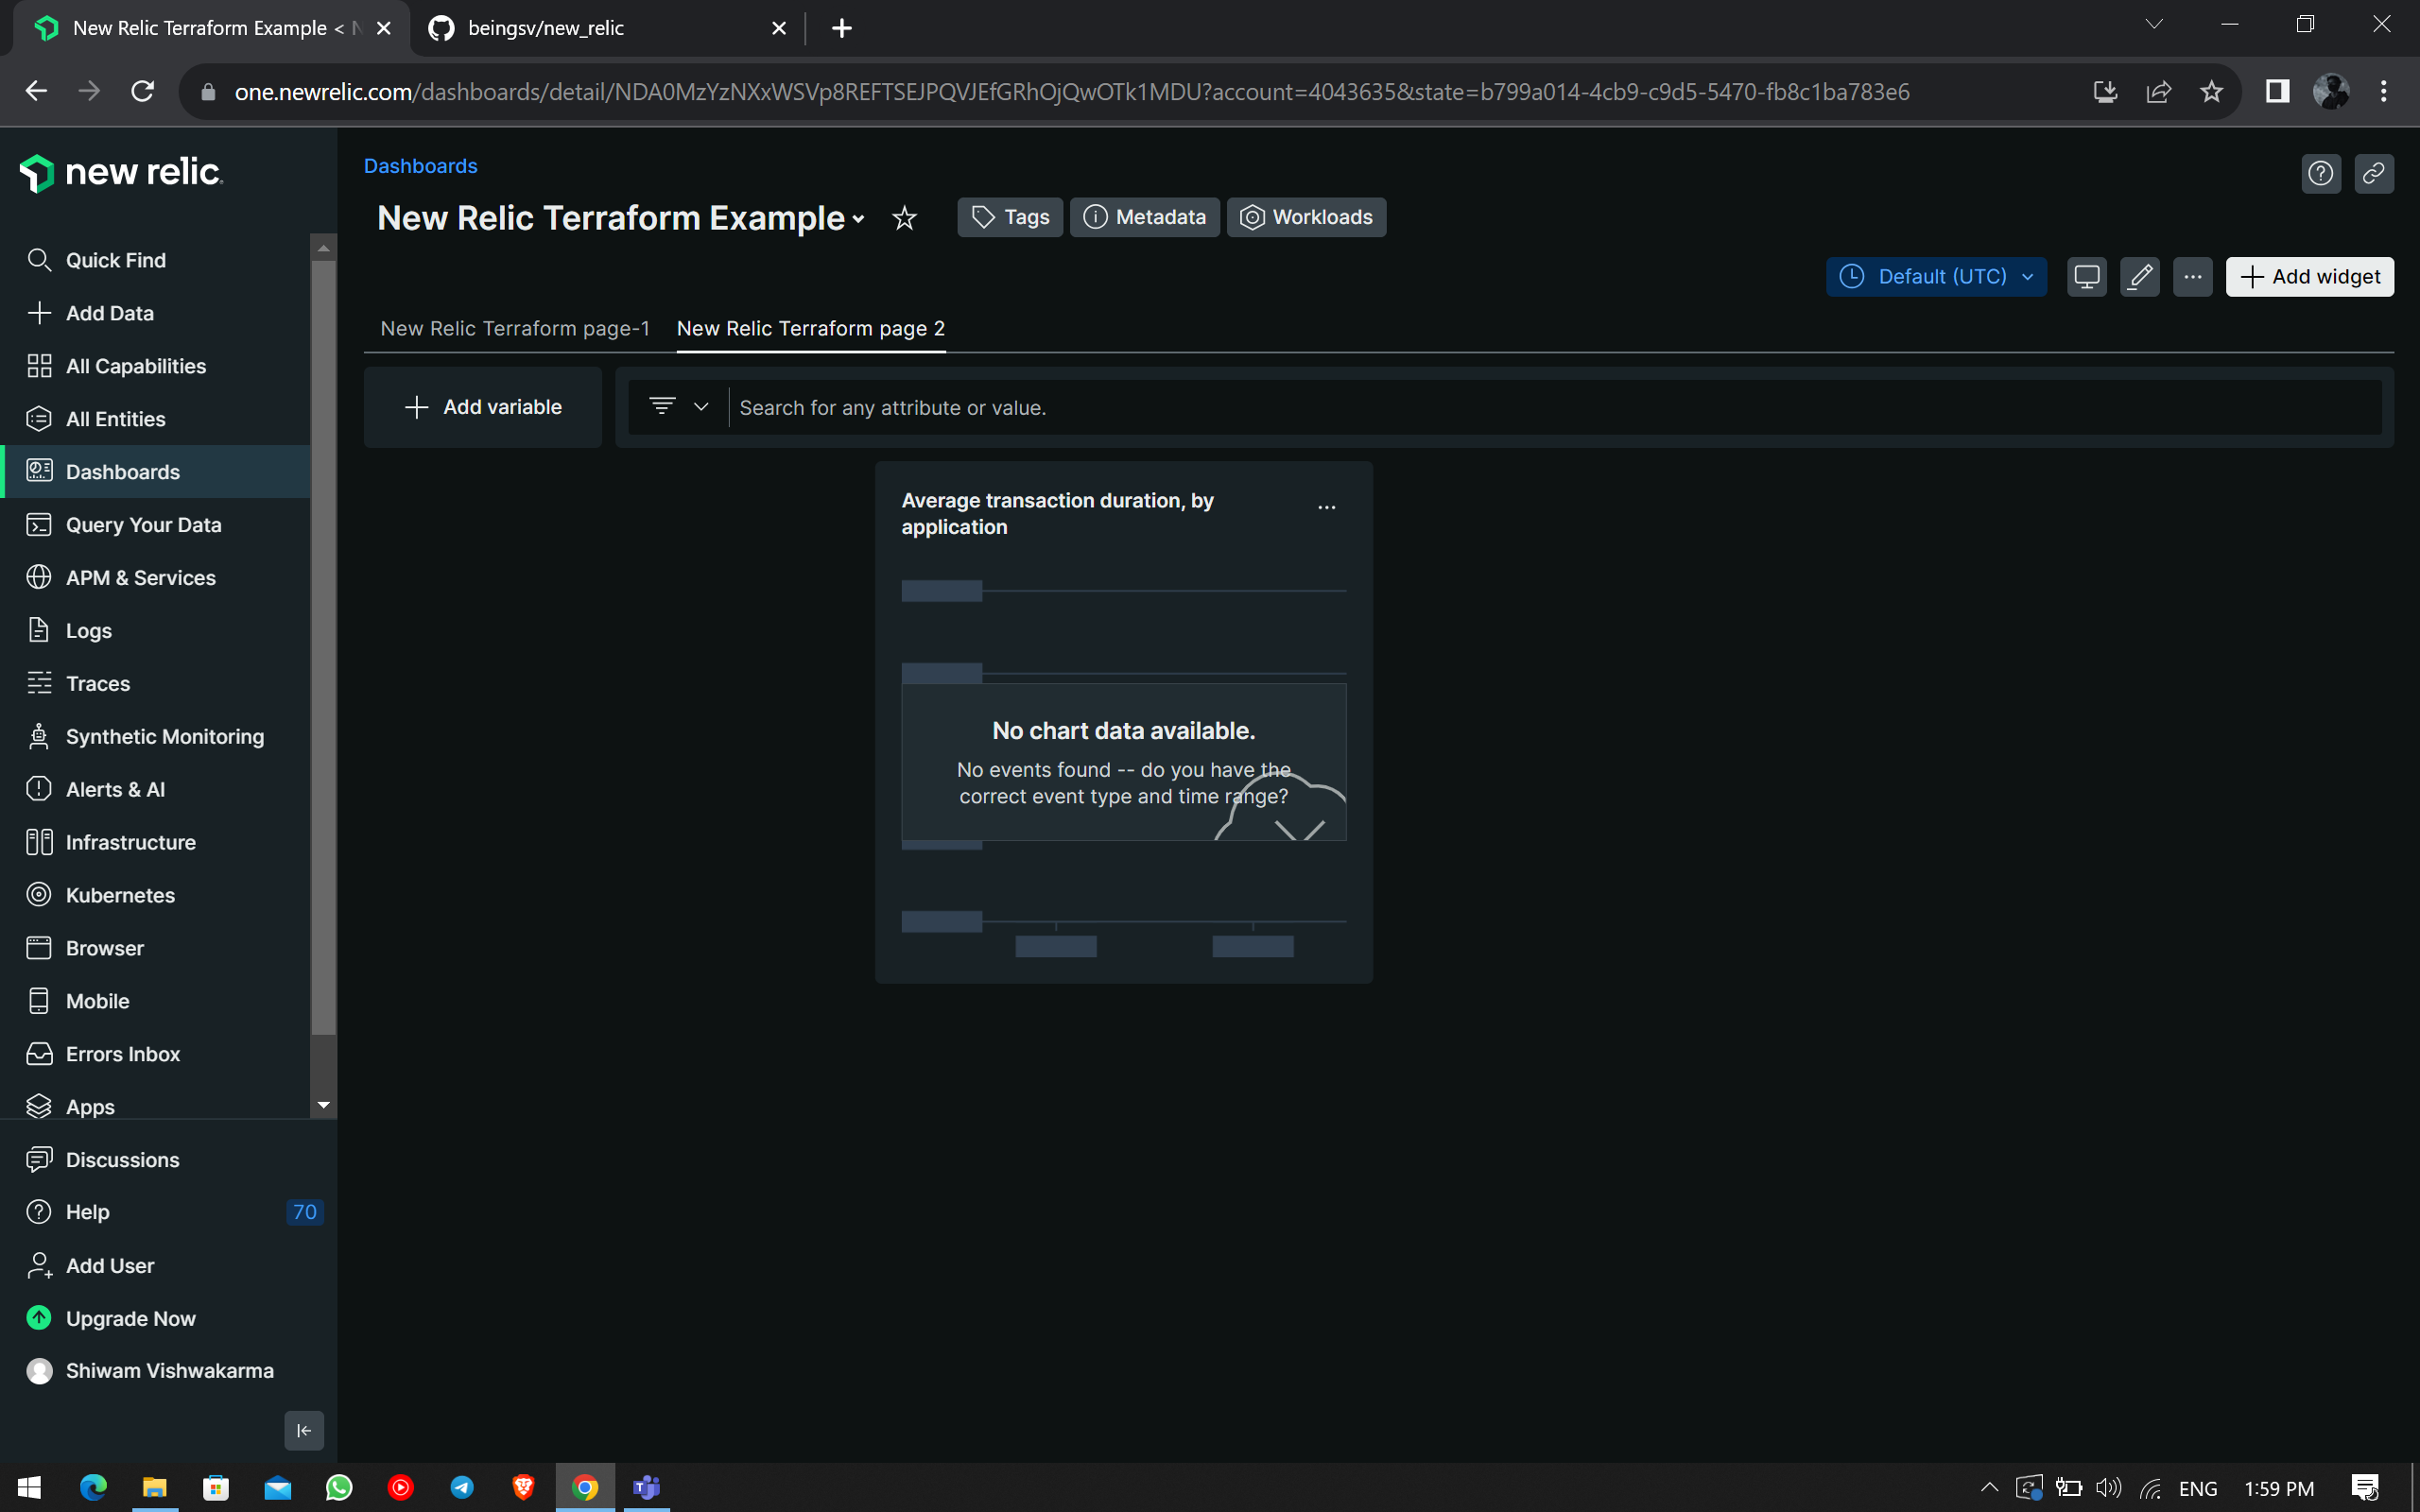 New Relic Terraform Example < N
beingsv/new_relic
one.newrelic.com/dashboards/detail/NDA0MzYzNXxWSVp8REFTSEJPQVJEfGRhOjQwOTk1MDU?account=4043635&state=b799a014-4cb9-c9d5-5470-fb8c1ba783e6
new relic.
Quick Find
Add Data
All Capabilities
All Entities
Dashboards
Query Your Data
APM & Services
Logs
Traces
Synthetic Monitoring
Alerts & AI
Infrastructure
Kubernetes
Browser
Mobile
Errors Inbox
Apps
Discussions
Help 70
Add User
Upgrade Now
Shiwam Vishwakarma
Dashboards
New Relic Terraform Example
Tags
Metadata
Workloads
Default (UTC)
Add widget
New Relic Terraform page-1
New Relic Terraform page 2
Add variable
Search for any attribute or value.
Average transaction duration, by
application
No chart data available.
No events found -- do you have the
correct event type and time range?
ENG
1:59 PM